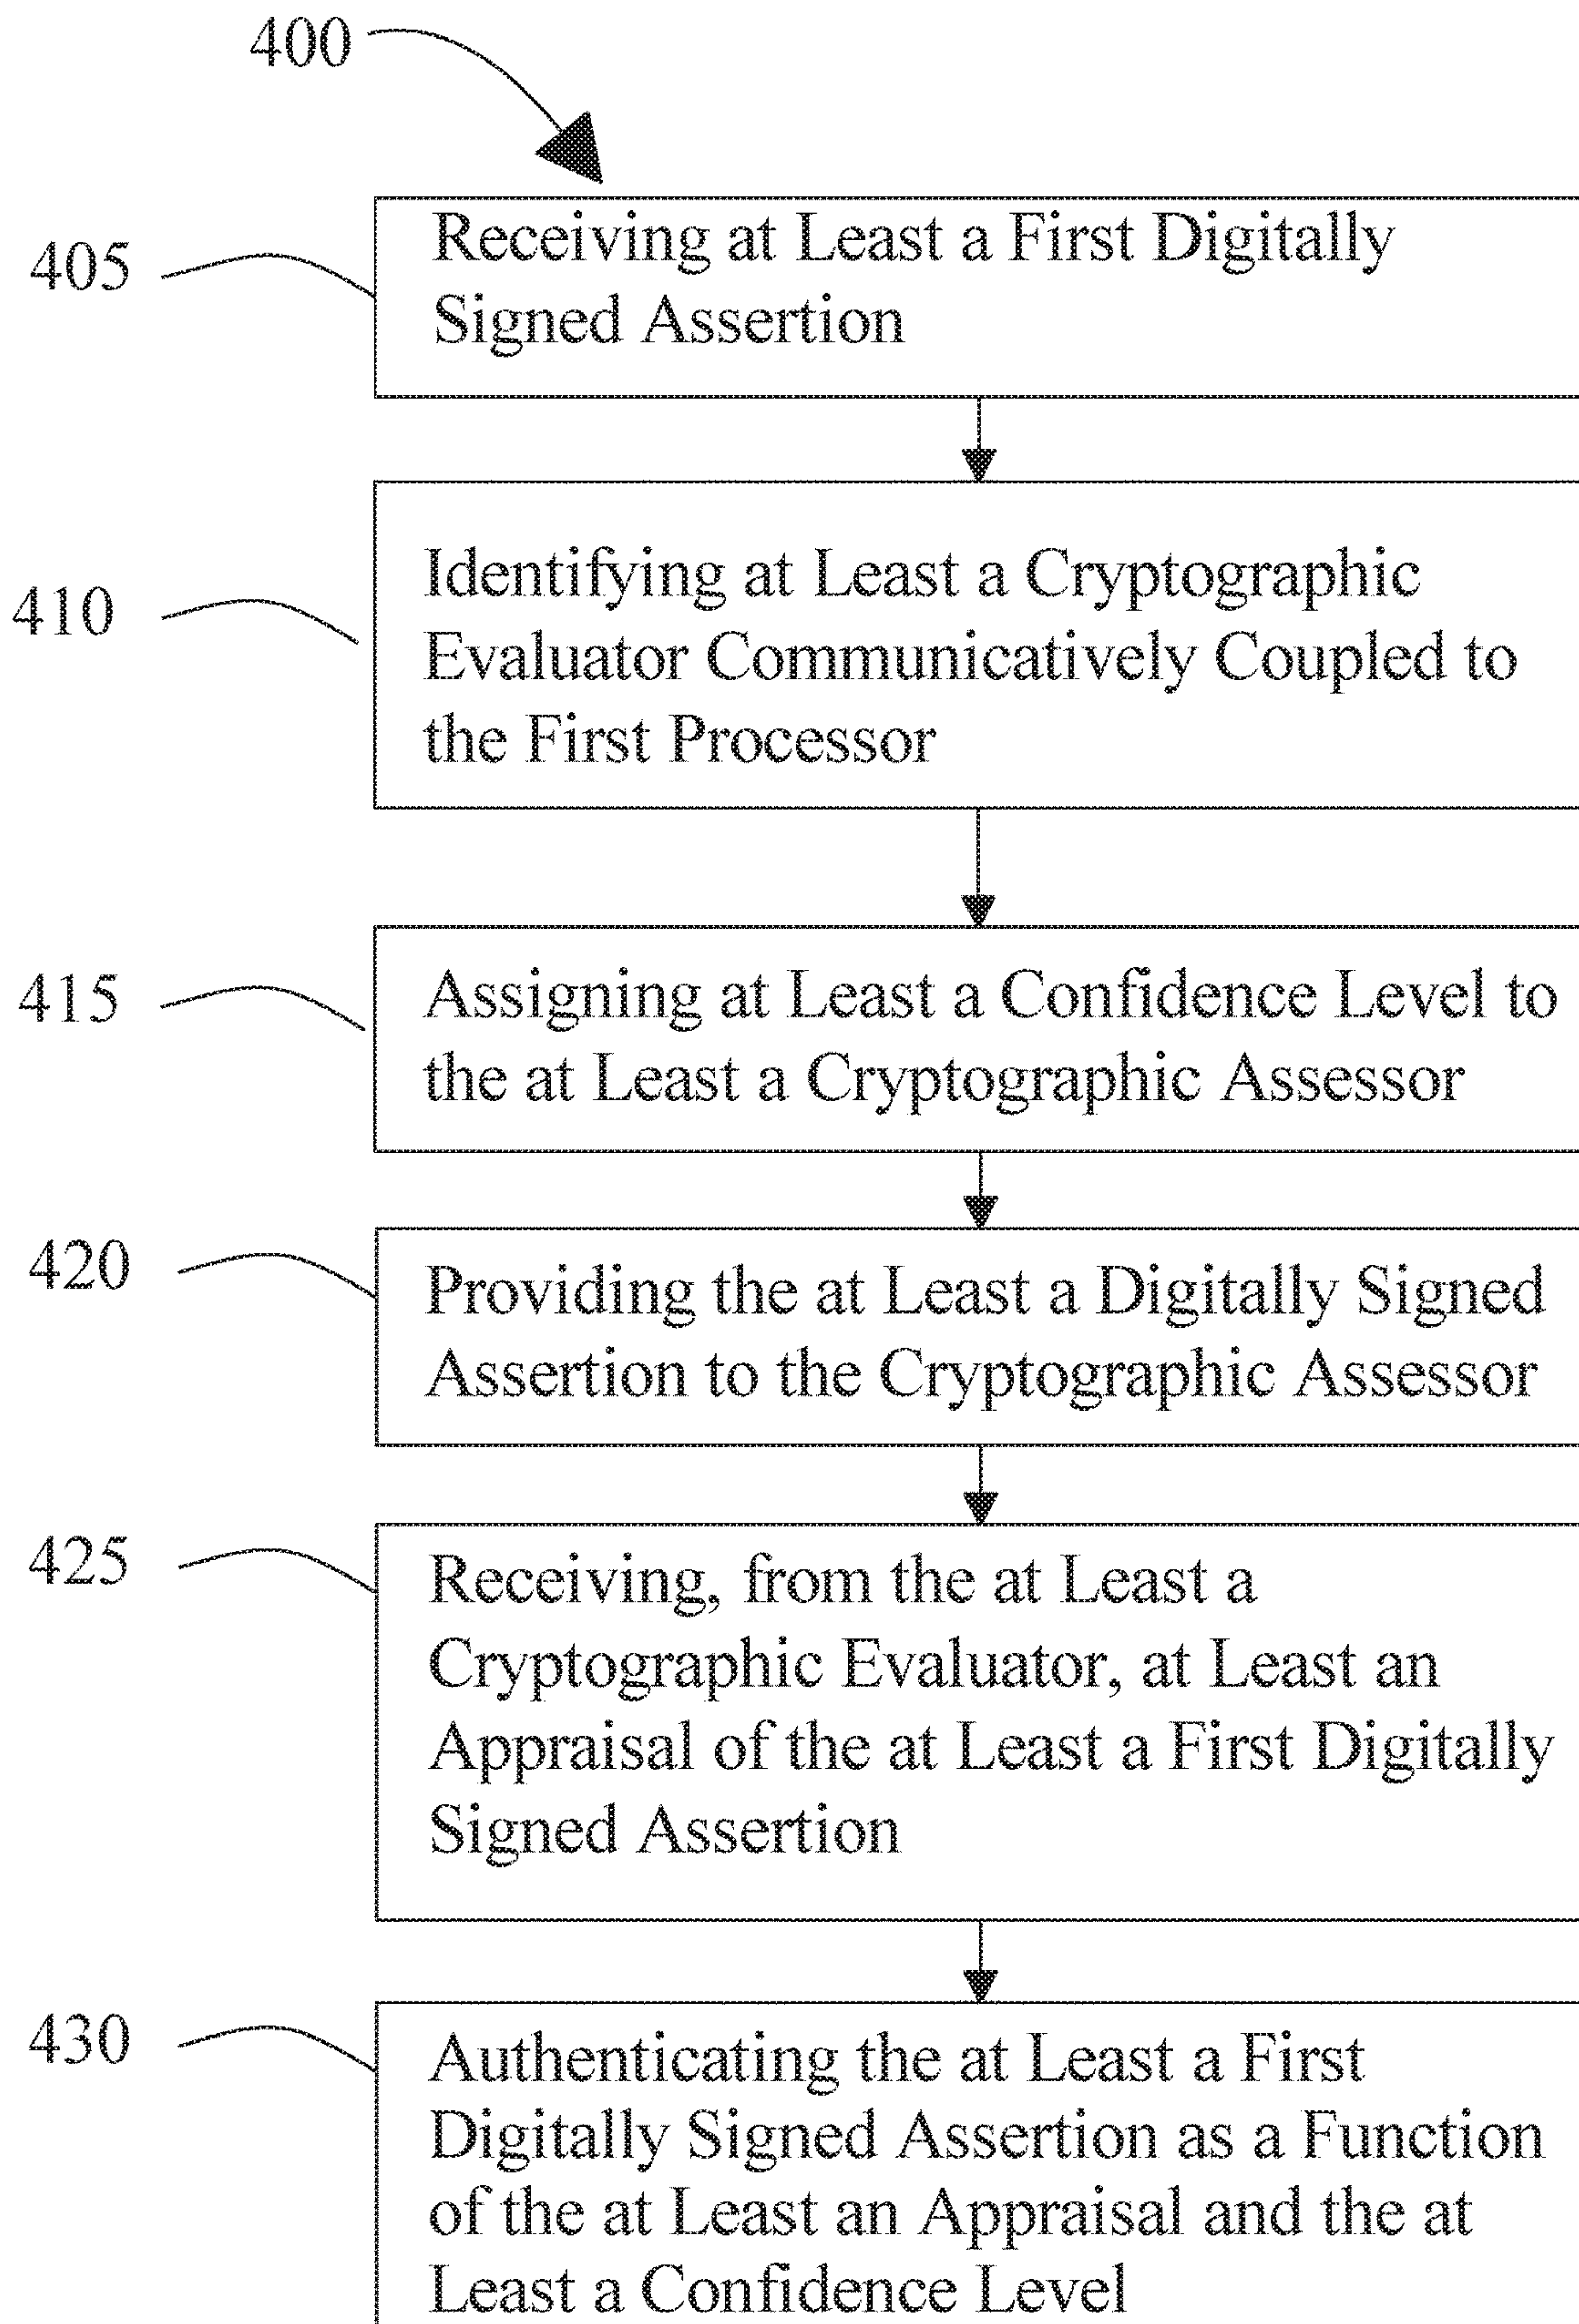 400
405
Receiving at Least a First Digitally
Signed Assertion
410
Identifying at Least a Cryptographic
Evaluator Communicatively Coupled to
the First Processor
415
Assigning at Least a Confidence Level to
the at Least a Cryptographic Assessor
420
Providing the at Least a Digitally Signed
Assertion to the Cryptographic Assessor
425
Receiving, from the at Least a
Cryptographic Evaluator, at Least an
Appraisal of the at Least a First Digitally
Signed Assertion
430
Authenticating the at Least a First
Digitally Signed Assertion as a Function
of the at Least an Appraisal and the at
Least a Confidence Level